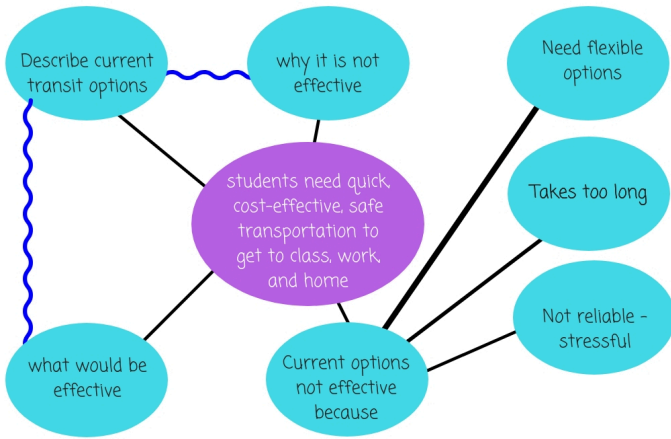 Describe current
transit options
why it is not
effective
Need flexible
options
students need quick,
cost-effective, safe
transportation to
get to class, work,
and home
Takes too long
Not reliable -
stressful
what would be
effective
Current options
not effective
because